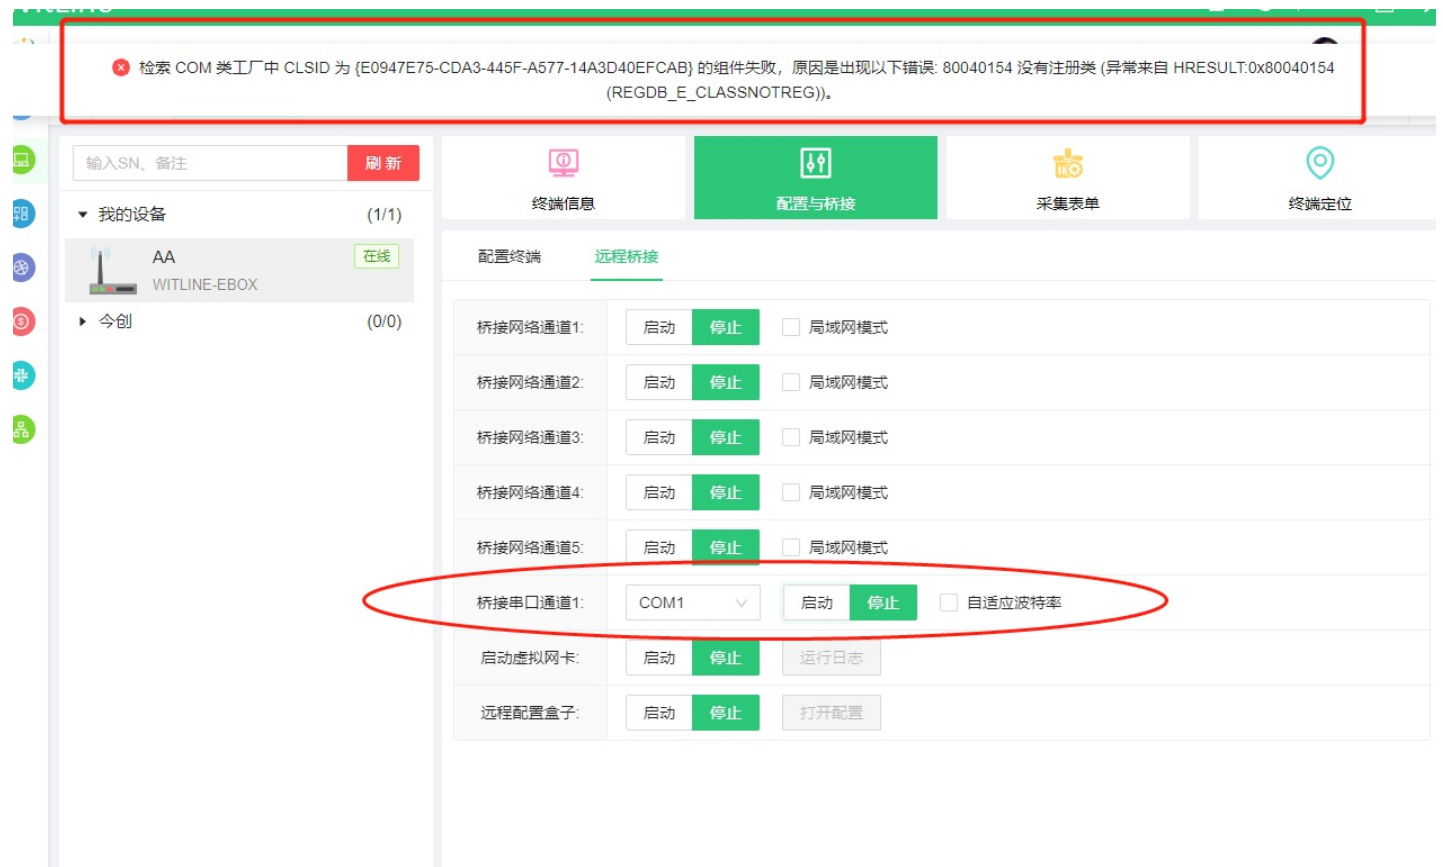 检索 COM 类工厂中 CLSID 为 {E0947E75-CDA3-445F-A577-14A3D40EFCAB} 的组件失败，原因是出现以下错误: 80040154 没有注册类 (异常来自 HRESULT:0x80040154
(REGDB_E_CLASSNOTREG))。
输入SN、备注
刷新
我的设备
(1/1)
AA
在线
WITLINE-EBOX
今创
(0/0)
终端信息
配置与桥接
采集表单
终端定位
配置终端
远程桥接
桥接网络通道1: 启动 停止 局域网模式
桥接网络通道2: 启动 停止 局域网模式
桥接网络通道3: 启动 停止 局域网模式
桥接网络通道4: 启动 停止 局域网模式
桥接网络通道5: 启动 停止 局域网模式
桥接串口通道1: COM1 启动 停止 自适应波特率
启动虚拟网卡: 启动 停止 运行日志
远程配置盒子: 启动 停止 打开配置